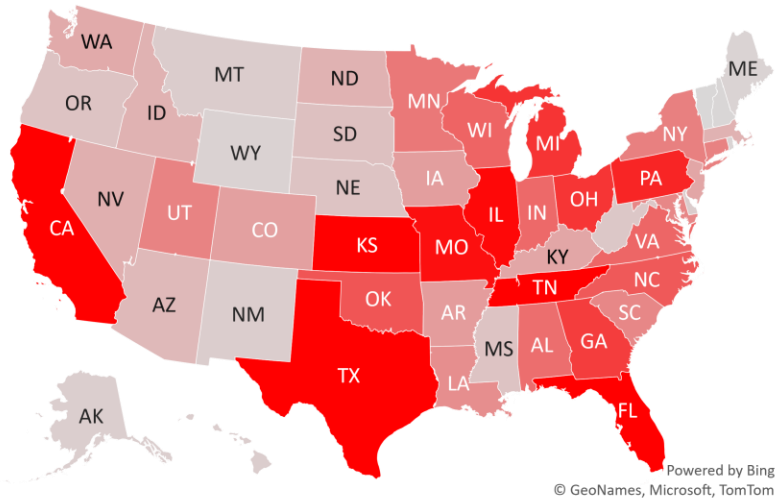 WA
MT
ND
ME
OR
ID
MN
SD
WI
MI
NY
WY
IA
PA
NE
NV
UT
IL
IN
OH
CA
CO
KS
MO
VA
KY
NC
TN
OK
AZ
NM
AR
SC
MS
AL
GA
TX
LA
FL
AK
Powered by Bing
© GeoNames, Microsoft, TomTom